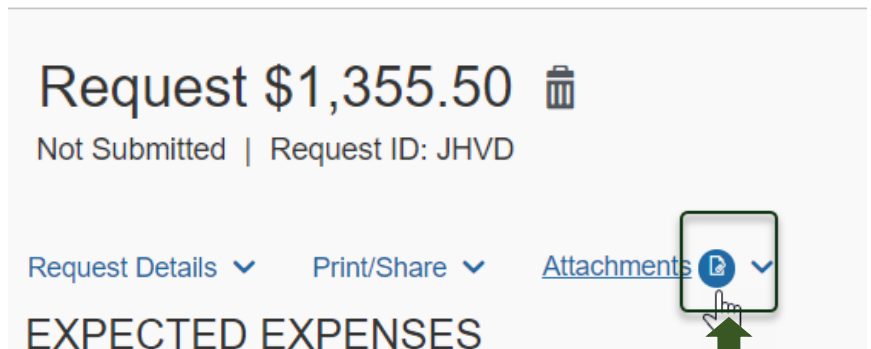 Request $1,355.50
Not Submitted | Request ID: JHVD
Request Details Print/Share Attachments
EXPECTED EXPENSES